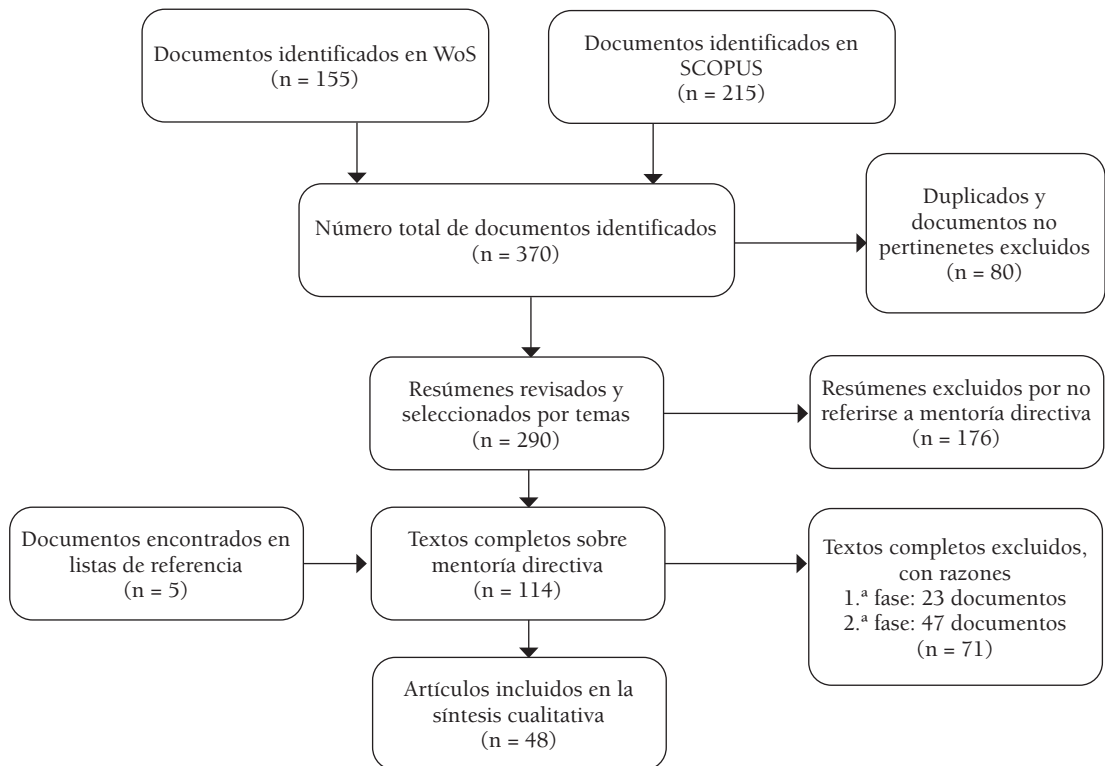 Documentos identificados en WoS
(n = 155)
Documentos identificados en
SCOPUS
(n = 215)
Número total de documentos identificados
(n = 370)
Duplicados y
documentos no
pertinenetes excluidos
(n = 80)
Resúmenes revisados y
seleccionados por temas
(n = 290)
Resúmenes excluidos por no
referirse a mentoría directiva
(n = 176)
Documentos encontrados en
listas de referencia
(n = 5)
Textos completos sobre
mentoría directiva
(n = 114)
Textos completos excluidos,
con razones
1.ª fase: 23 documentos
2.ª fase: 47 documentos
(n = 71)
Artículos incluidos en la
síntesis cualitativa
(n = 48)